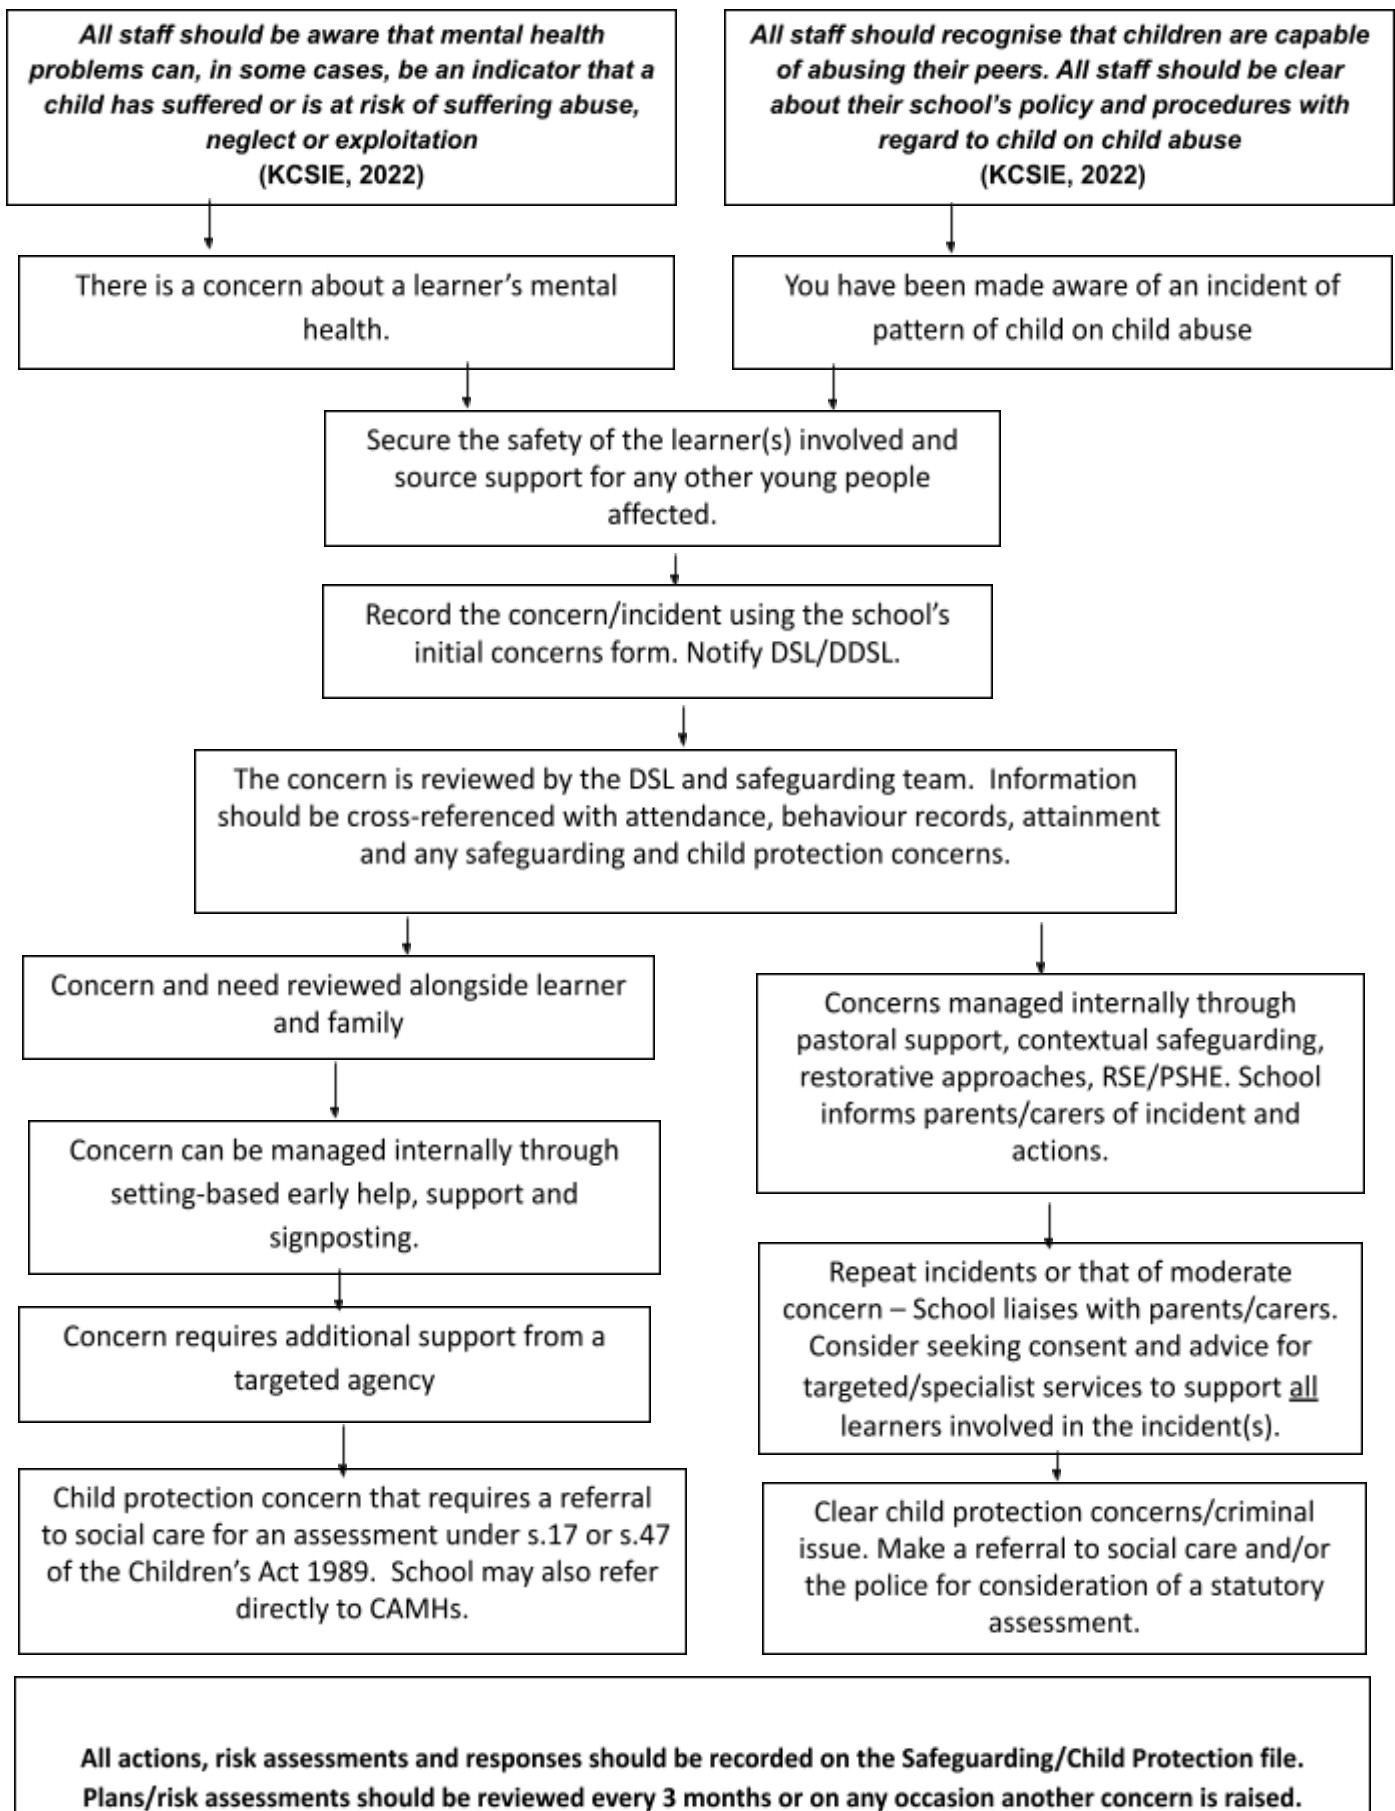 All staff should be aware that mental health
problems can, in some cases, be an indicator that a
child has suffered or is at risk of suffering abuse,
neglect or exploitation
(KCSIE, 2022)
All staff should recognise that children are capable
of abusing their peers. All staff should be clear
about their school’s policy and procedures with
regard to child on child abuse
(KCSIE, 2022)
There is a concern about a learner’s mental
health.
You have been made aware of an incident of
pattern of child on child abuse
Secure the safety of the learner(s) involved and
source support for any other young people
affected.
Record the concern/incident using the school’s
initial concerns form. Notify DSL/DDSL.
The concern is reviewed by the DSL and safeguarding team.  Information
should be cross-referenced with attendance, behaviour records, attainment
and any safeguarding and child protection concerns.
Concern and need reviewed alongside learner
and family
Concern can be managed internally through
setting-based early help, support and
signposting.
Concern requires additional support from a
targeted agency
Child protection concern that requires a referral
to social care for an assessment under s.17 or s.47
of the Children’s Act 1989.  School may also refer
directly to CAMHs.
Concerns managed internally through
pastoral support, contextual safeguarding,
restorative approaches, RSE/PSHE. School
informs parents/carers of incident and
actions.
Repeat incidents or that of moderate
concern – School liaises with parents/carers.
Consider seeking consent and advice for
targeted/specialist services to support all
learners involved in the incident(s).
Clear child protection concerns/criminal
issue. Make a referral to social care and/or
the police for consideration of a statutory
assessment.
All actions, risk assessments and responses should be recorded on the Safeguarding/Child Protection file.
Plans/risk assessments should be reviewed every 3 months or on any occasion another concern is raised.